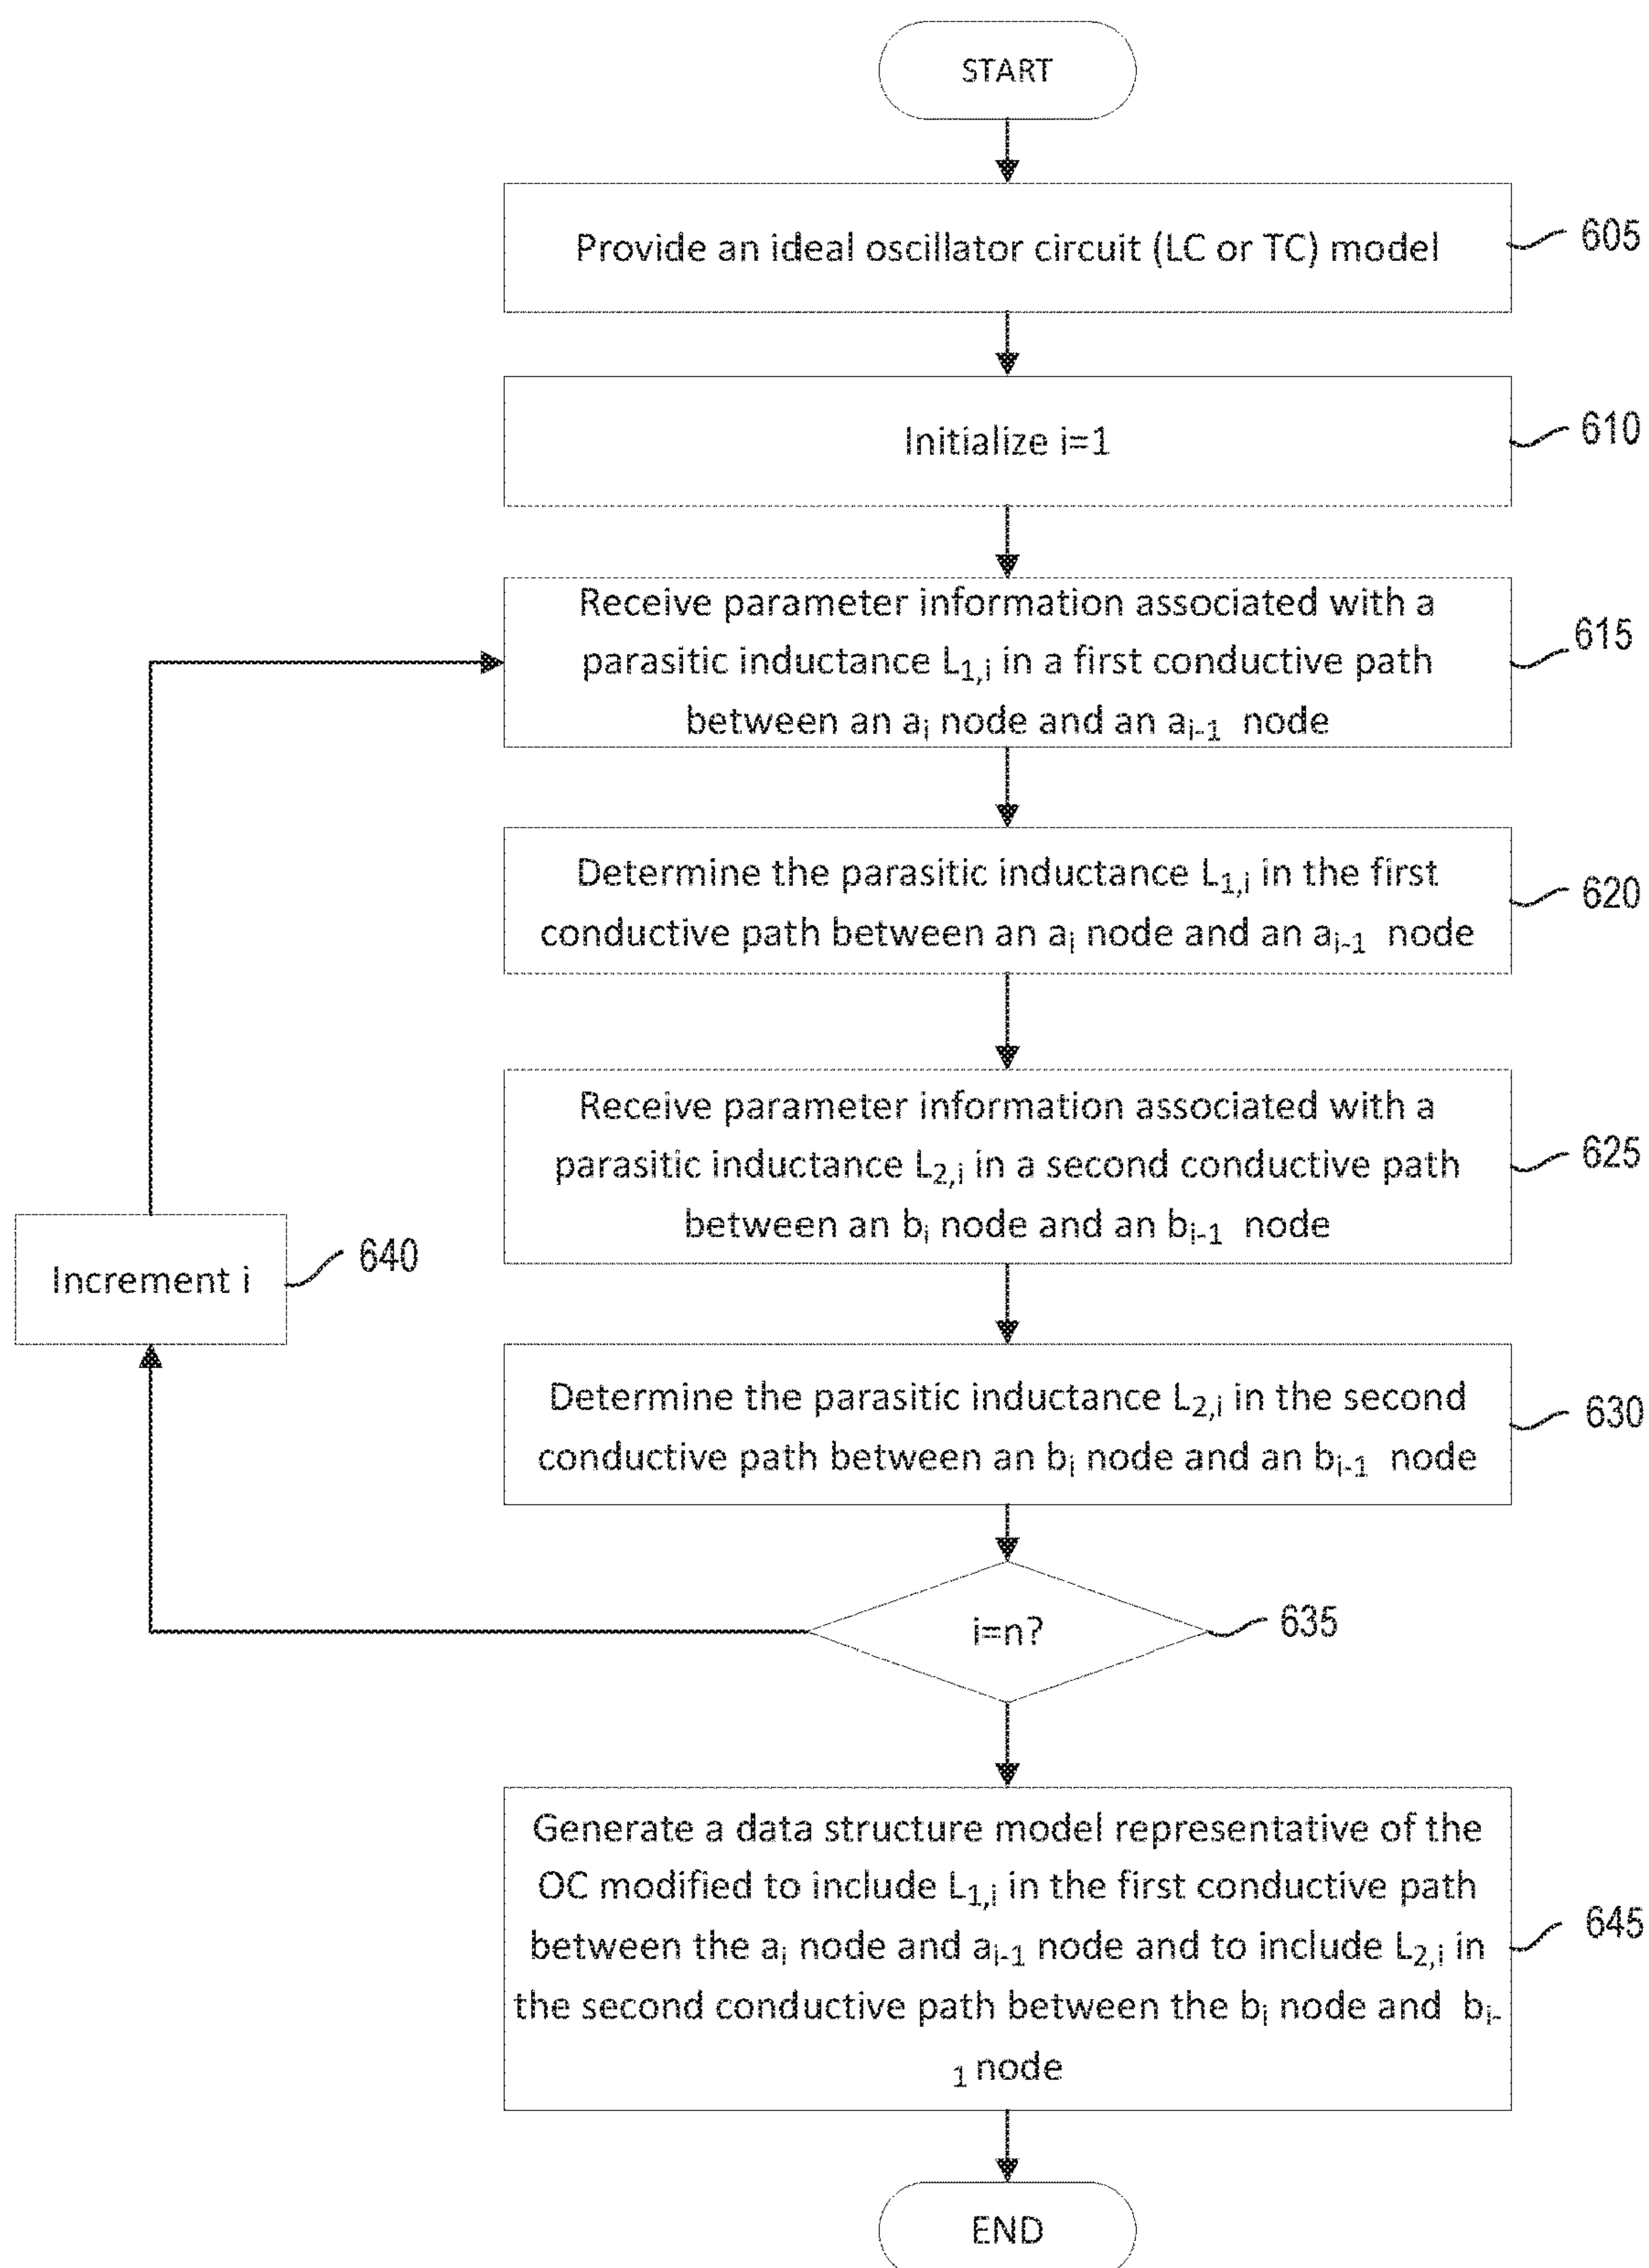 START
Provide an ideal oscillator circuit (LC or TC) model
605
Initialize i=1
610
Receive parameter information associated with a
parasitic inductance L1,i in a first conductive path
between an ai node and an ai-1 node
615
Determine the parasitic inductance L1,i in the first
conductive path between an ai node and an ai-1 node
620
Receive parameter information associated with a
parasitic inductance L2,i in a second conductive path
between an bi node and an bi-1 node
625
Increment i
640
Determine the parasitic inductance L2,i in the second
conductive path between an bi node and an bi-1 node
630
i=n?
635
Generate a data structure model representative of the
OC modified to include L1,i in the first conductive path
between the ai node and ai-1 node and to include L2,i in
the second conductive path between the bi node and bi-
1 node
645
END